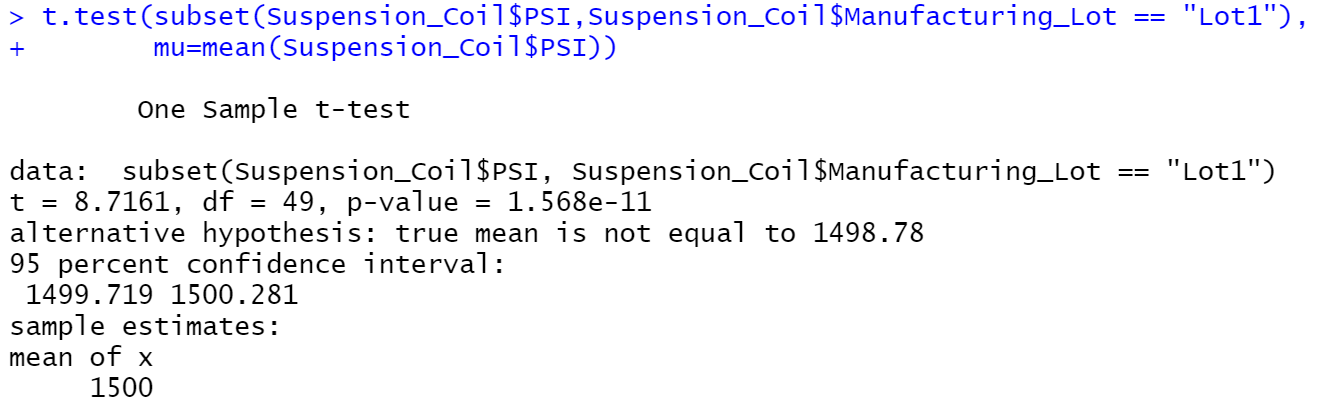 > t.test(subset(Suspension_Coil$PSI,Suspension_Coil$Manufacturing_Lot == "Lot1"),
+        mu=mean(Suspension_Coil$PSI))
One Sample t-test
data:  subset(Suspension_Coil$PSI, Suspension_Coil$Manufacturing_Lot == "Lot1")
t = 8.7161, df = 49, p-value = 1.568e-11
alternative hypothesis: true mean is not equal to 1498.78
95 percent confidence interval:
 1499.719 1500.281
sample estimates:
mean of x
     1500